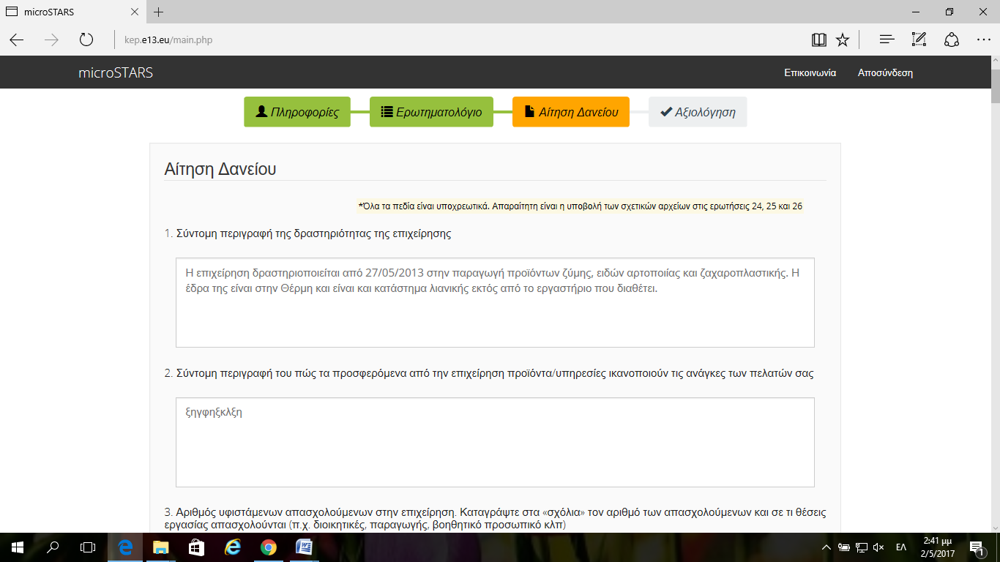 microSTARS
kep.e13.eu/main.php
microSTARS
Επικοινωνία
Αποσύνδεση
Πληροφορίες
Ερωτηματολόγιο
Αίτηση Δανείου
Αξιολόγηση
Αίτηση Δανείου
*Όλα τα πεδία είναι υποχρεωτικά. Απαραίτητη είναι η υποβολή των σχετικών αρχείων στις ερωτήσεις 24, 25 και 26
1. Σύντομη περιγραφή της δραστηριότητας της επιχείρησης
Η επιχείρηση δραστηριοποιείται από 27/05/2013 στην παραγωγή προϊόντων ζύμης, ειδών αρτοποιίας και ζαχαροπλαστικής. Η
έδρα της είναι στην Θέρμη και είναι και κατάστημα λιανικής εκτός από το εργαστήριο που διαθέτει.
2. Σύντομη περιγραφή του πώς τα προσφερόμενα από την επιχείρηση προϊόντα/υπηρεσίες ικανοποιούν τις ανάγκες των πελατών σας
ξηγφηξκλξη
3. Αριθμός υφιστάμενων απασχολούμενων στην επιχείρηση. Καταγράψτε στα «σχόλια» τον αριθμό των απασχολούμενων και σε τι θέσεις
εργασίας απασχολούνται (π.χ. διοικητικές, παραγωγής, βοηθητικό προσωπικό κλπ)
ΕΛ
2:41 μμ
2/5/2017
1